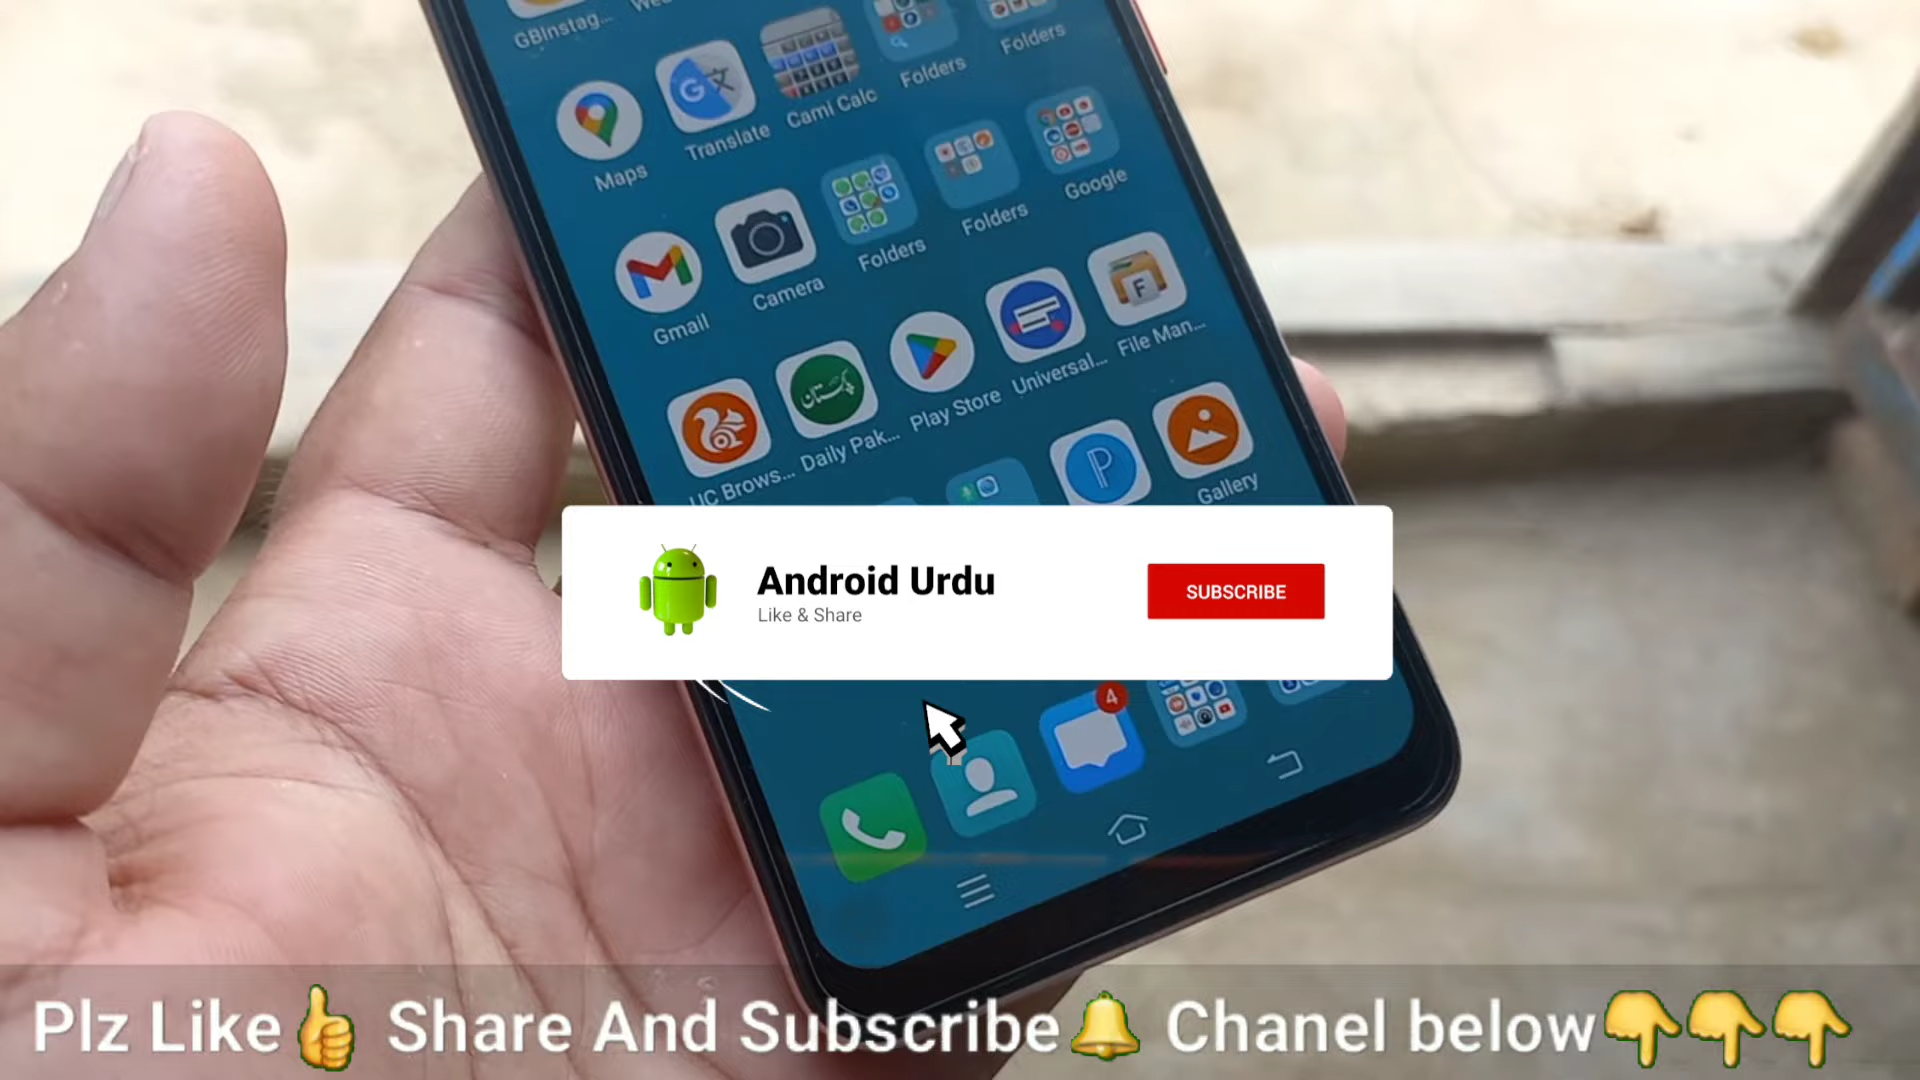 GBInstag...
Folders
Folders
Cami Calc
Translate
Maps
Google
Folders
Folders
Camera
Gmail
File Man...
Universal...
Play Store
Daily Pak...
UC Brows...
پاکستان
F
P
Gallery
Android Urdu
Like & Share
SUBSCRIBE
4
Plz Like👍 Share And Subscribe🔔 Chanel below👇👇👇